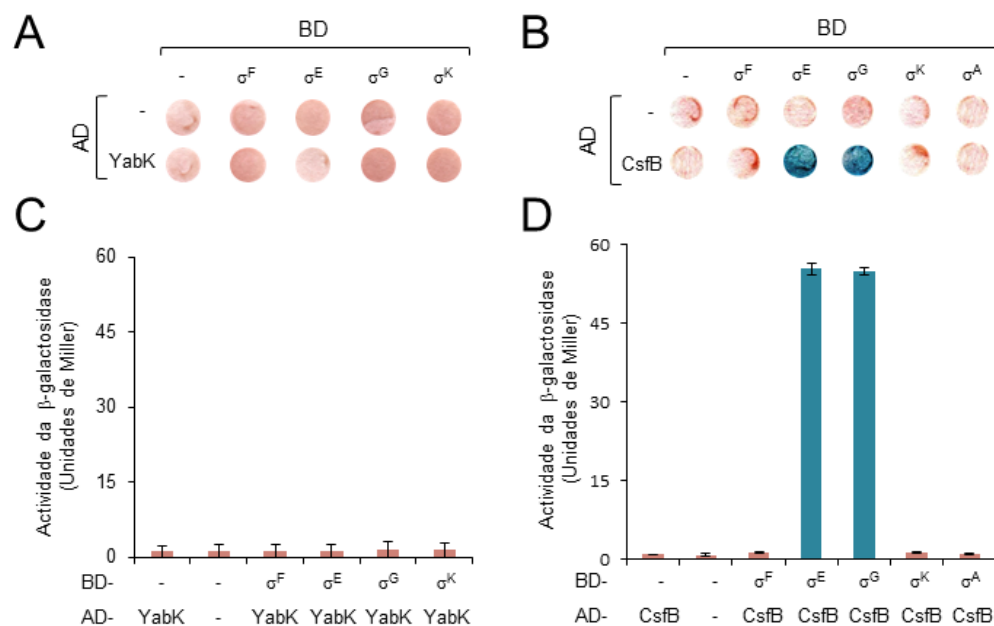 A
BD
- σF σE σG σK
AD
-
YabK
B
BD
- σF σE σG σK σA
AD
-
CsfB
C
Actividade da β-galactosidase
(Unidades de Miller)
60
45
30
15
0
BD- - - σF σE σG σK
AD- YabK - YabK YabK YabK YabK
D
Actividade da β-galactosidase
(Unidades de Miller)
60
45
30
15
0
BD- - - σF σE σG σK σA
AD- CsfB - CsfB CsfB CsfB CsfB CsfB